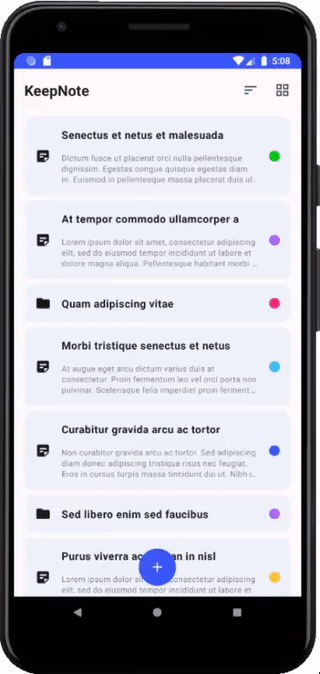 5:08
KeepNote
Senectus et netus et malesuada
Dictum fusce ut placerat orci nulla pellentesque
dignissim. Egestas congue quisque egestas diam
in. Euismod in pellentesque massa placerat duis ul...
At tempor commodo ullamcorper a
Lorem ipsum dolor sit amet, consectetur adipiscing
elit, sed do eiusmod tempor incididunt ut labore et
dolore magna aliqua. Pellentesque habitant morbi ...
Quam adipiscing vitae
Morbi tristique senectus et netus
At augue eget arcu dictum varius duis at
consectetur. Proin fermentum leo vel orci porta non
pulvinar. Scelerisque felis imperdiet proin ferment...
Curabitur gravida arcu ac tortor
Non curabitur gravida arcu ac tortor. Sed adipiscing
diam donec adipiscing tristique risus nec feugiat.
Eros in cursus turpis massa tincidunt dui ut. Nibh i...
Sed libero enim sed faucibus
Purus viverra ac an in nisl
Lorem ipsum dolor sit amet, consectetur adipiscing
elit, sed do eiusmod tempor incididunt ut labore et